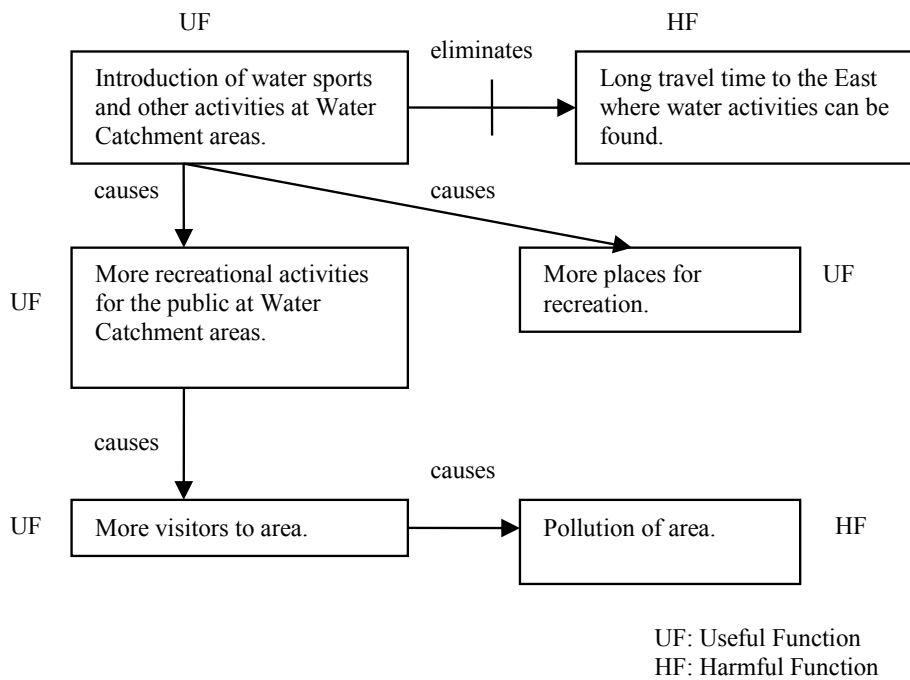 UF
HF
eliminates
Introduction of water sports
and other activities at Water
Catchment areas.
Long travel time to the East
where water activities can be
found.
causes
causes
UF
More recreational activities
for the public at Water
Catchment areas.
More places for
recreation.
UF
causes
causes
UF
More visitors to area.
Pollution of area.
HF
UF: Useful Function
HF: Harmful Function